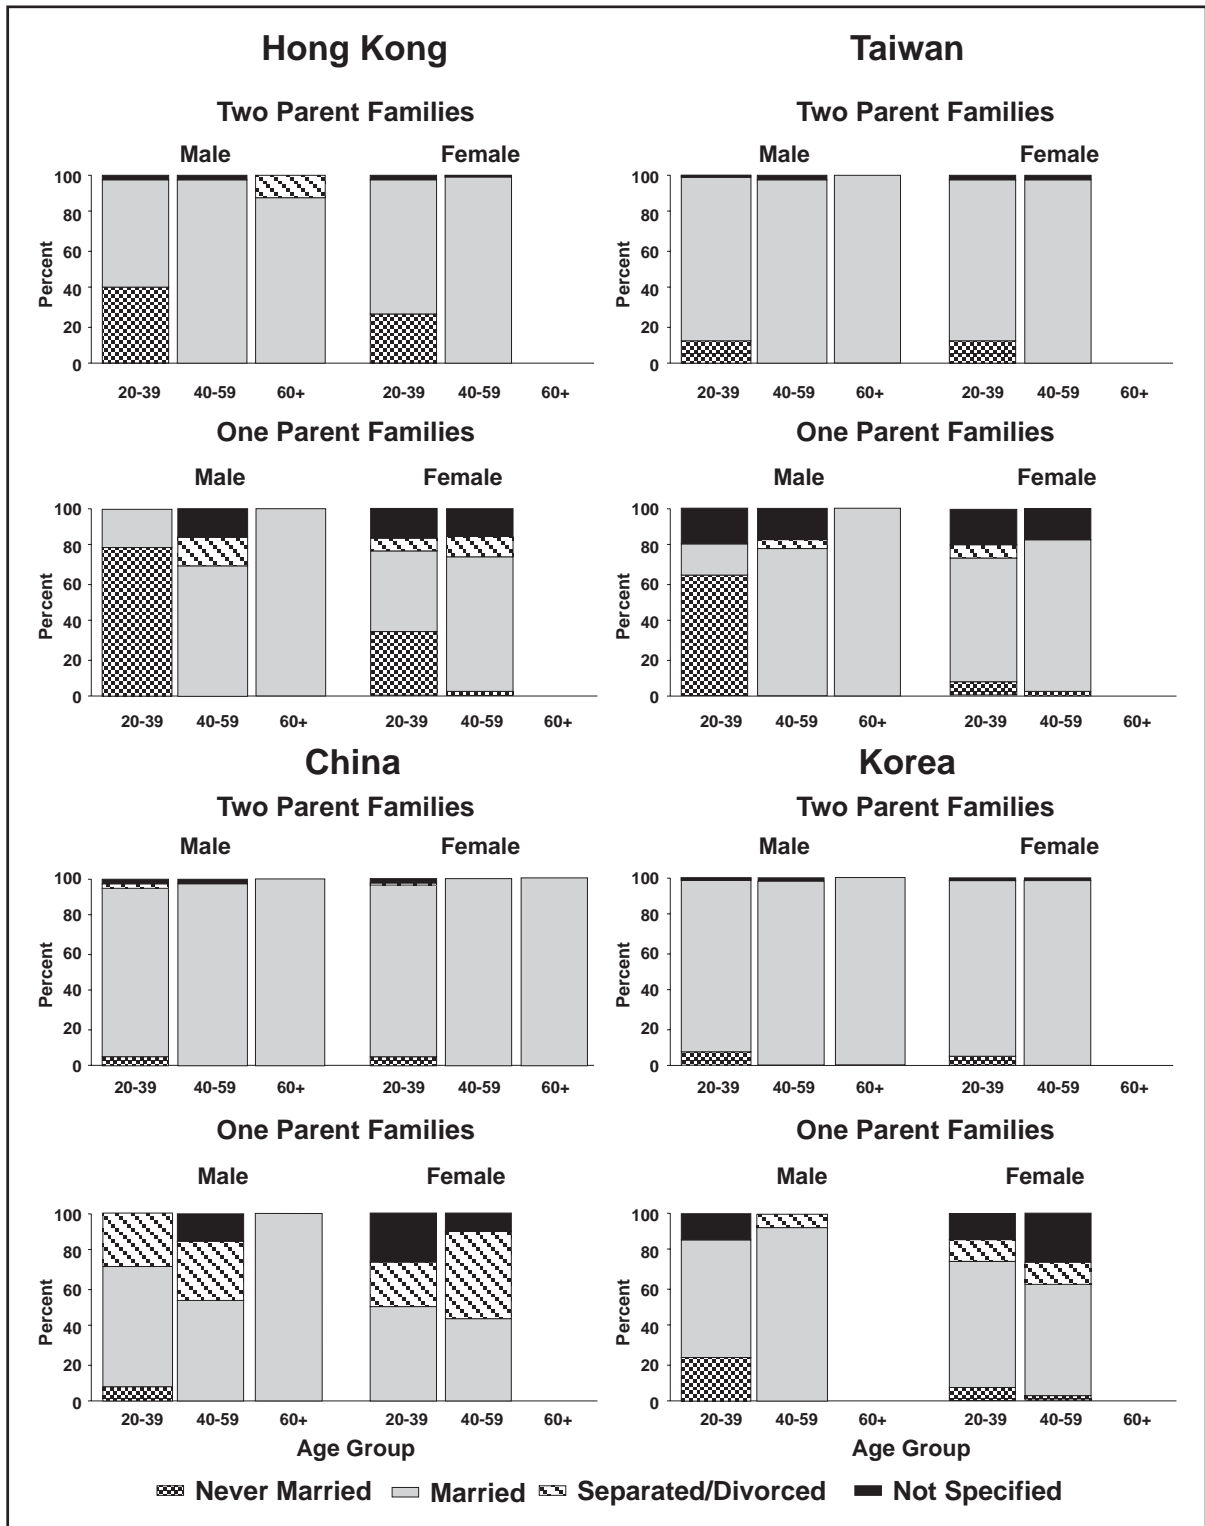 Hong Kong
Two Parent Families
Male Female
Percent
100
80
60
40
20
0
20-39 40-59 60+ 20-39 40-59 60+
One Parent Families
Male Female
Percent
100
80
60
40
20
0
20-39 40-59 60+ 20-39 40-59 60+
Taiwan
Two Parent Families
Male Female
Percent
100
80
60
40
20
0
20-39 40-59 60+ 20-39 40-59 60+
One Parent Families
Male Female
Percent
100
80
60
40
20
0
20-39 40-59 60+ 20-39 40-59 60+
China
Two Parent Families
Male Female
Percent
100
80
60
40
20
0
20-39 40-59 60+ 20-39 40-59 60+
One Parent Families
Male Female
Percent
100
80
60
40
20
0
20-39 40-59 60+ 20-39 40-59 60+
Age Group
Korea
Two Parent Families
Male Female
Percent
100
80
60
40
20
0
20-39 40-59 60+ 20-39 40-59 60+
One Parent Families
Male Female
Percent
100
80
60
40
20
0
20-39 40-59 60+ 20-39 40-59 60+
Age Group
Never Married Married Separated/Divorced Not Specified